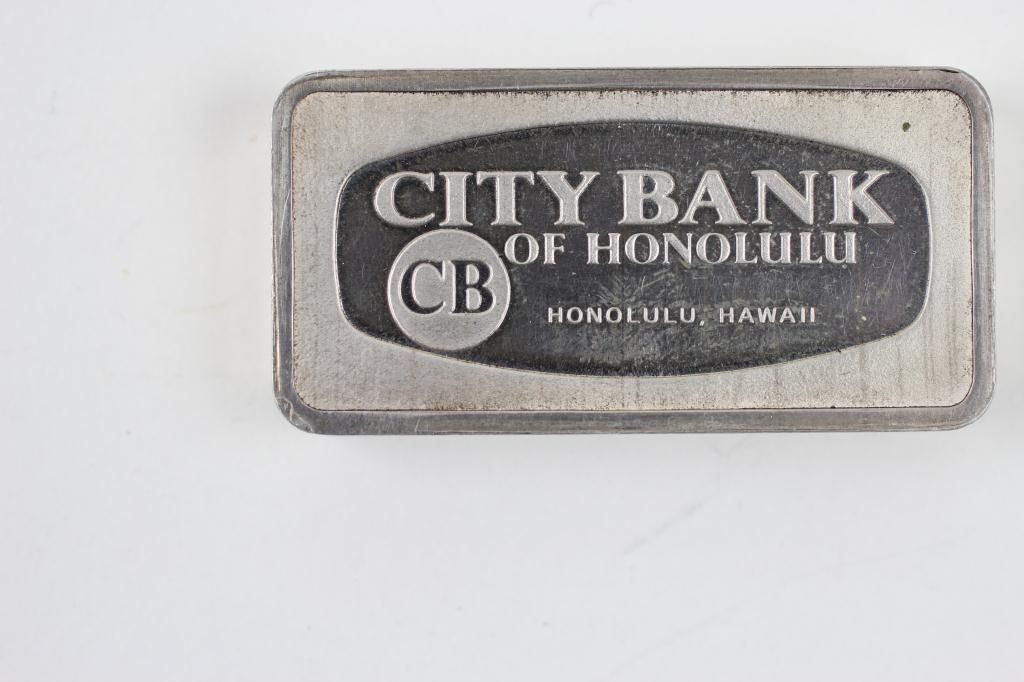 CITY BANK
OF HONOLULU
CB
HONOLULU, HAWAII